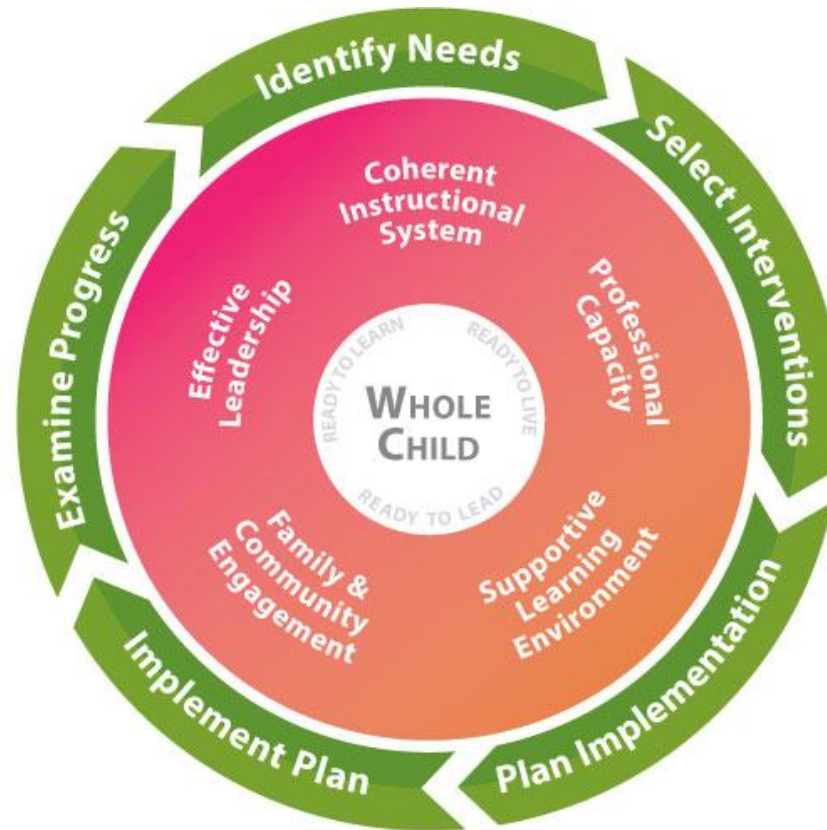 Identify Needs
Select Interventions
Plan Implementation
Implement Plan
Examine Progress
Coherent
Instructional
System
Professional
Capacity
Supportive
Learning
Environment
Family &
Community
Engagement
Effective
Leadership
READY TO LEARN
READY TO LIVE
READY TO LEAD
WHOLE
CHILD